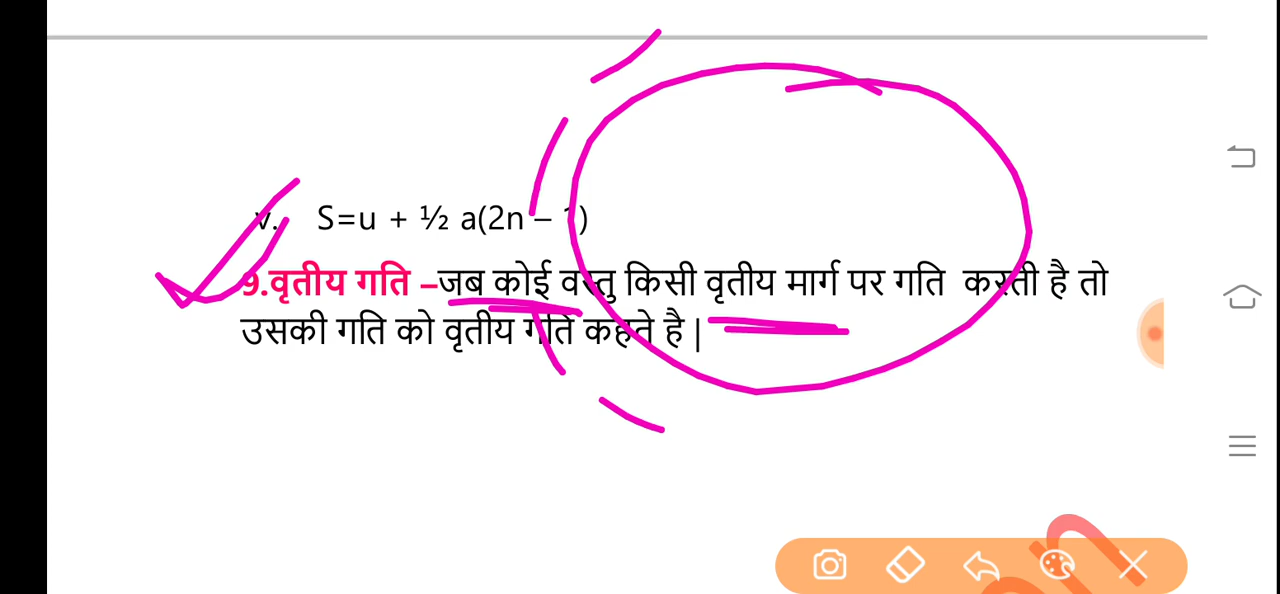 v. S=u + ½ a(2n – 1)
9.वृतीय गति –जब कोई वस्तु किसी वृतीय मार्ग पर गति करती है तो
उसकी गति को वृतीय गति कहते है |